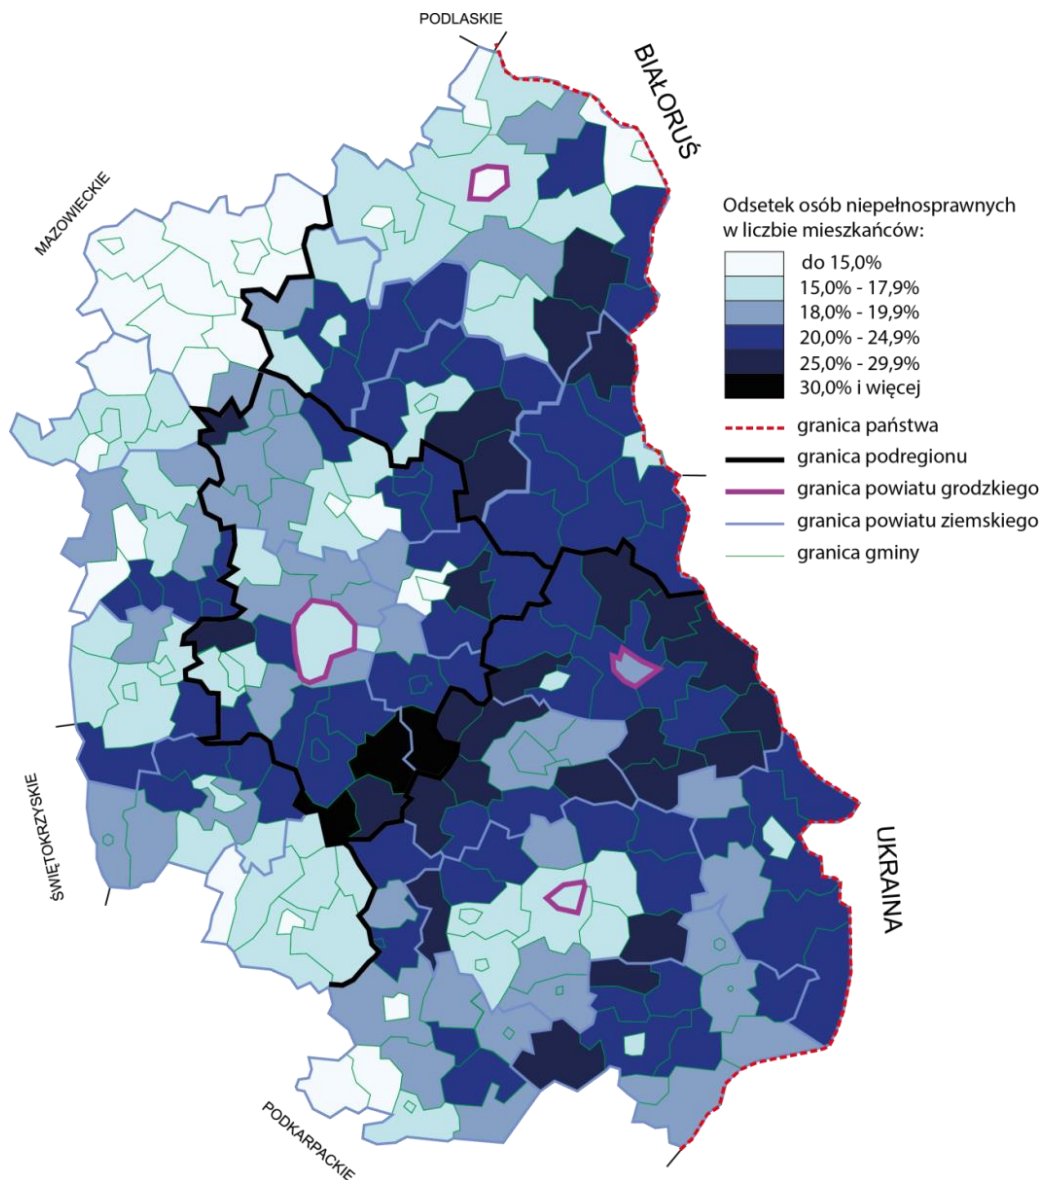 PODLASKIE
BIAŁORUŚ
MAZOWIECKIE
Odsetek osób niepełnosprawnych
w liczbie mieszkańców:
do 15,0%
15,0% - 17,9%
18,0% - 19,9%
20,0% - 24,9%
25,0% - 29,9%
30,0% i więcej
granica państwa
granica podregionu
granica powiatu grodzkiego
granica powiatu ziemskiego
granica gminy
ŚWIĘTOKRZYSKIE
UKRAINA
PODKARPACKIE